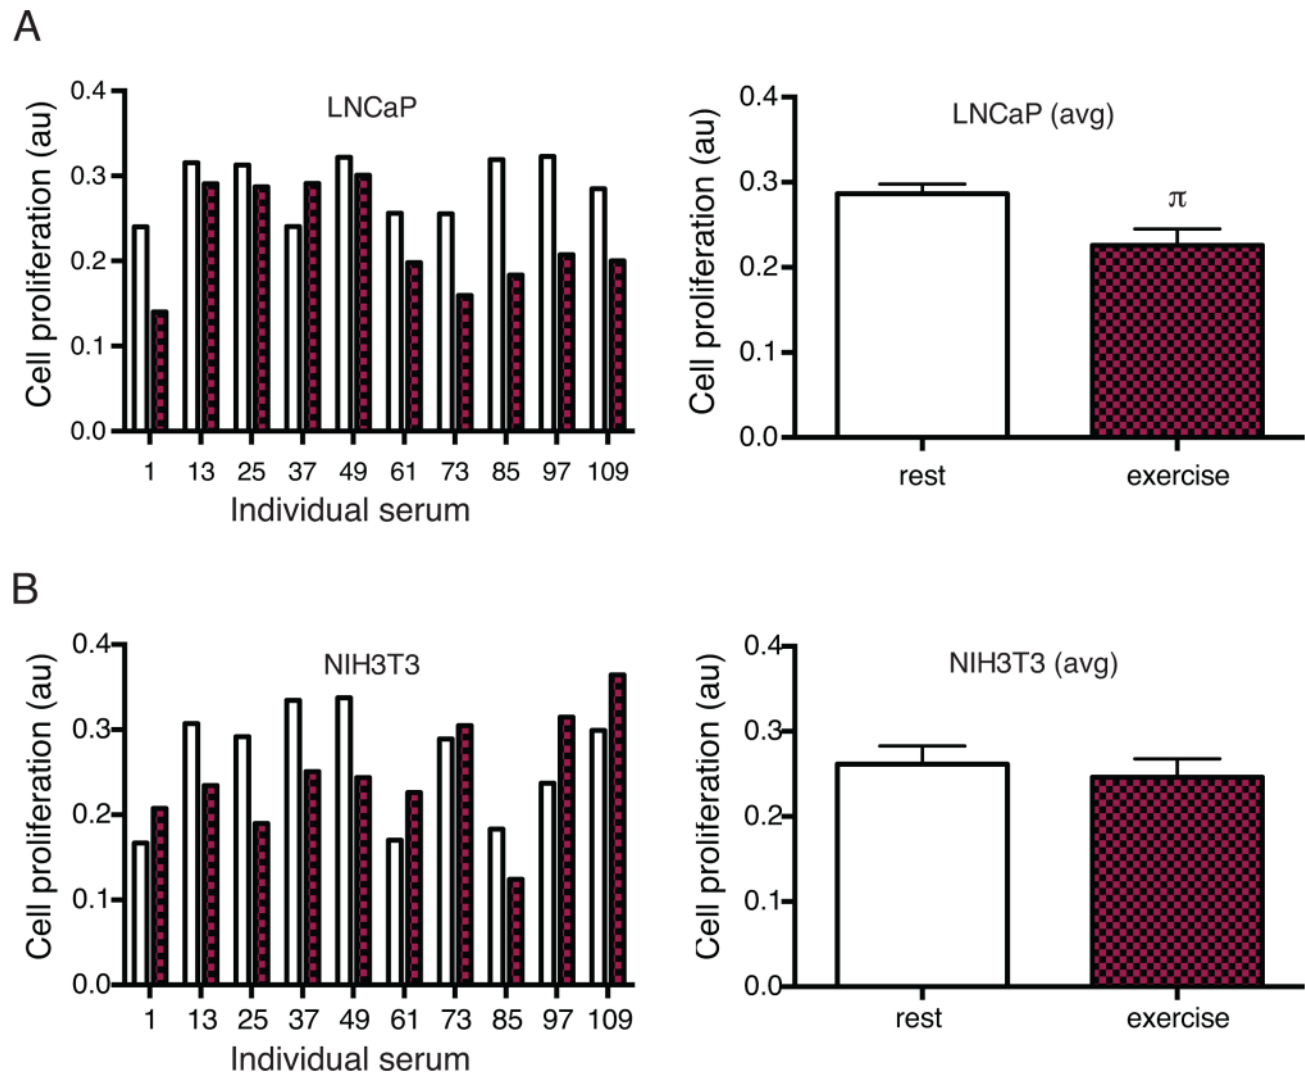 A
LNCaP
Cell proliferation (au)
0.4
0.3
0.2
0.1
0.0
1 13 25 37 49 61 73 85 97 109
Individual serum
LNCaP (avg)
Cell proliferation (au)
0.4
0.3
0.2
0.1
0.0
π
rest exercise
B
NIH3T3
Cell proliferation (au)
0.4
0.3
0.2
0.1
0.0
1 13 25 37 49 61 73 85 97 109
Individual serum
NIH3T3 (avg)
Cell proliferation (au)
0.4
0.3
0.2
0.1
0.0
rest exercise